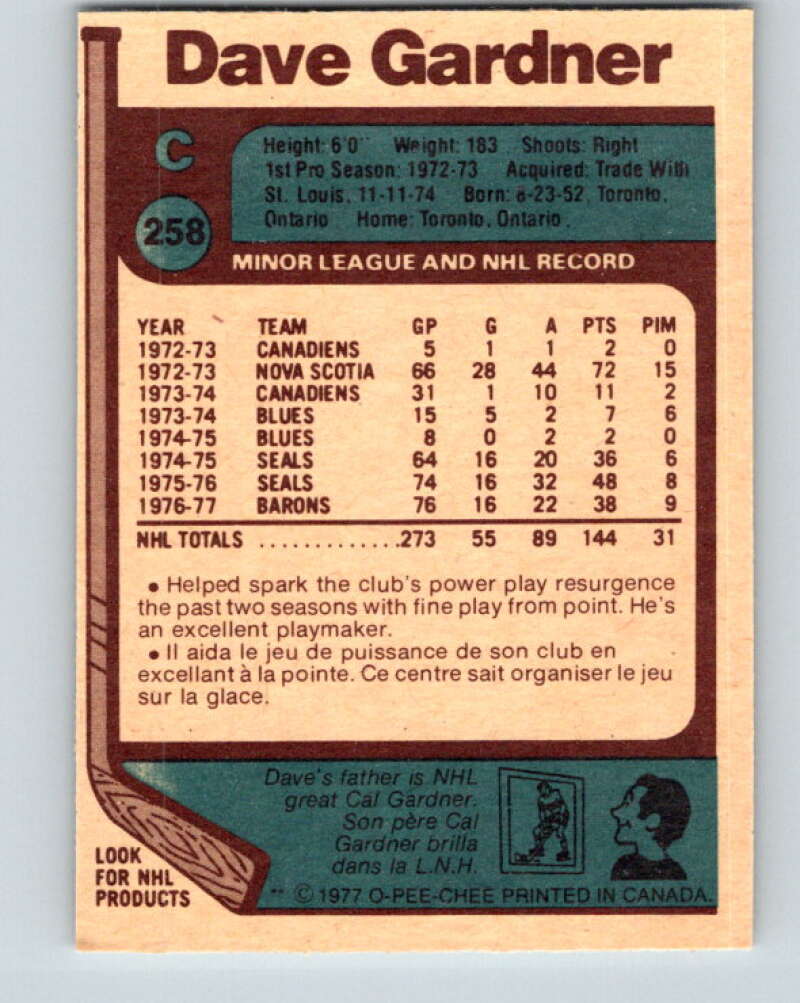 Dave Gardner
C
258
Height: 6'0" Weight: 183 Shoots: Right
1st Pro Season: 1972-73 Acquired: Trade With
St. Louis, 11-11-74 Born: 8-23-52, Toronto,
Ontario Home: Toronto, Ontario.
MINOR LEAGUE AND NHL RECORD
YEAR TEAM GP G A PTS PIM
1972-73 CANADIENS 5 1 1 2 0
1972-73 NOVA SCOTIA 66 28 44 72 15
1973-74 CANADIENS 31 1 10 11 2
1973-74 BLUES 15 5 2 7 6
1974-75 BLUES 8 0 2 2 0
1974-75 SEALS 64 16 20 36 6
1975-76 SEALS 74 16 32 48 8
1976-77 BARONS 76 16 22 38 9
NHL TOTALS ..............273 55 89 144 31
• Helped spark the club's power play resurgence
the past two seasons with fine play from point. He's
an excellent playmaker.
• Il aida le jeu de puissance de son club en
excellant à la pointe. Ce centre sait organiser le jeu
sur la glace.
Dave's father is NHL
great Cal Gardner.
Son père Cal
Gardner brilla
dans la L.N.H.
LOOK
FOR NHL
PRODUCTS
** © 1977 O-PEE-CHEE PRINTED IN CANADA.